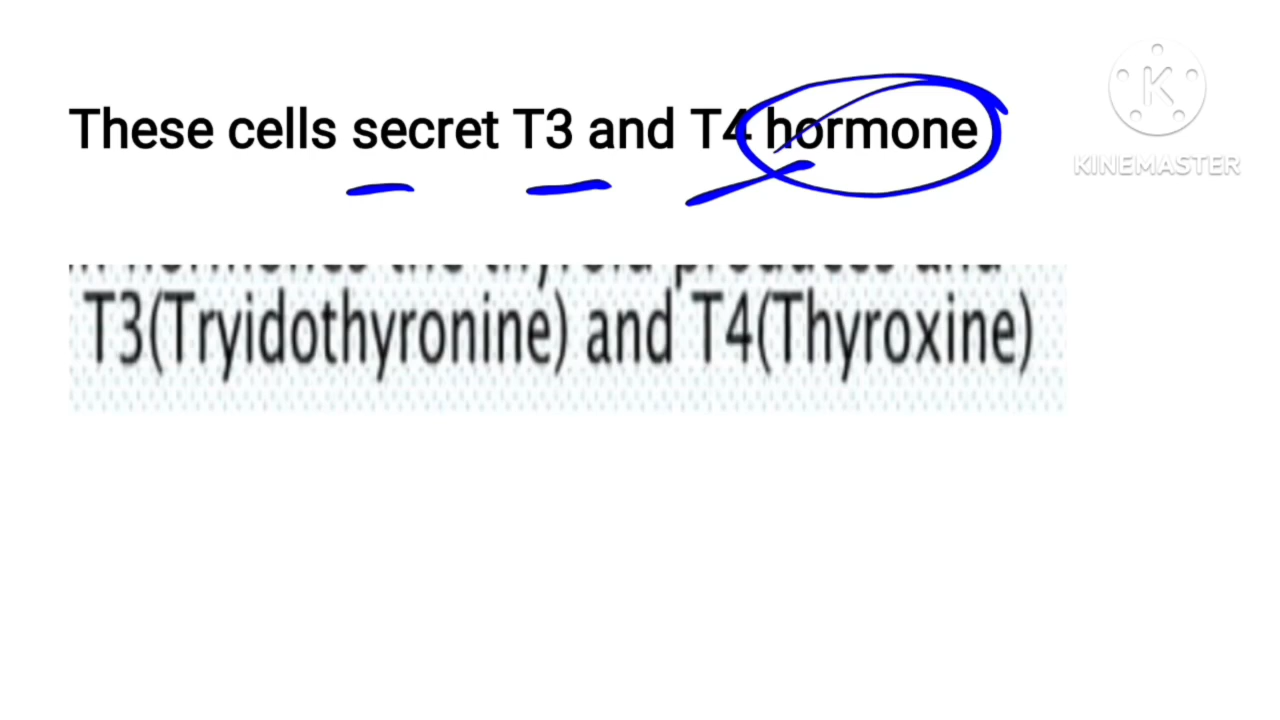 These cells secret T3 and T4 hormone
KINEMASTER
T3(Tryidothyronine) and T4(Thyroxine)